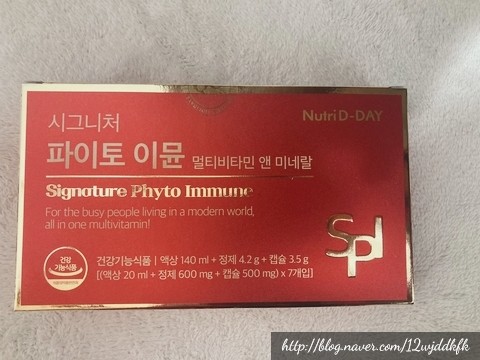 NutriD-DAY
시그니처
파이토 이뮨 멀티비타민 앤 미네랄
Signature Phyto Immune
For the busy people living in a modern world,
all in one multivitamin!
Spl
건강
기능식품
건강기능식품 | 액상 140 ml + 정제 4.2 g + 캡슐 3.5 g
[(액상 20 ml + 정제 600 mg + 캡슐 500 mg) x 7개입]
http://blog.naver.com/12wjddkfk